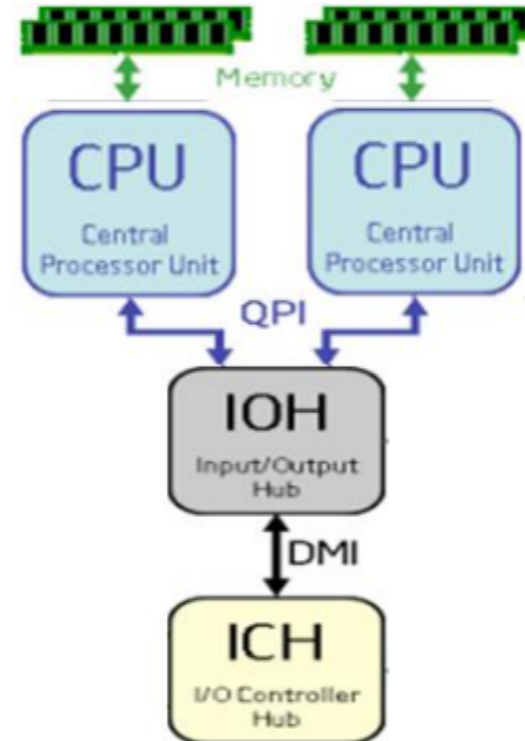 Memory
CPU
Central
Processor Unit
CPU
Central
Processor Unit
QPI
IOH
Input/Output
Hub
DMI
ICH
I/O Controller
Hub